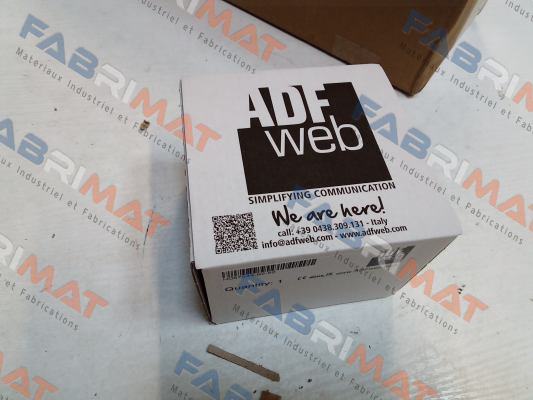 ADF
web
SIMPLIFYING COMMUNICATION
We are here!
call: +39 0438.309.131 - Italy
info@adfweb.com - www.adfweb.com
Quantity: 1
FABRIMAT
Materiaux Industriel et Fabrications